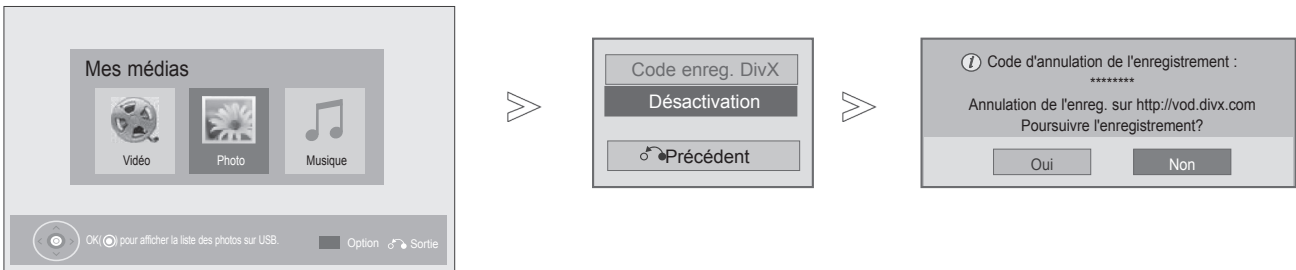 Mes médias
Vidéo
Photo
Musique
OK( ) pour afficher la liste des photos sur USB.
Option
Sortie
Code enreg. DivX
Désactivation
Précédent
Code d'annulation de l'enregistrement :
********
Annulation de l'enreg. sur http://vod.divx.com
Poursuivre l'enregistrement?
Oui
Non